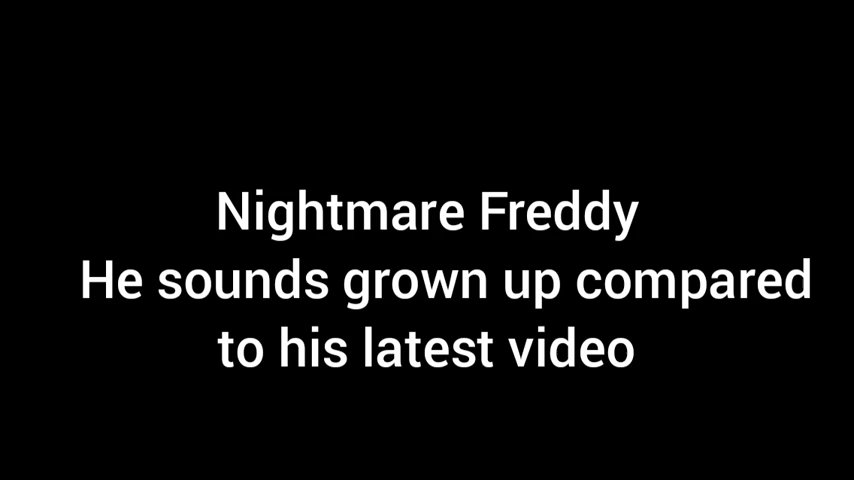 Nightmare Freddy
He sounds grown up compared
to his latest video